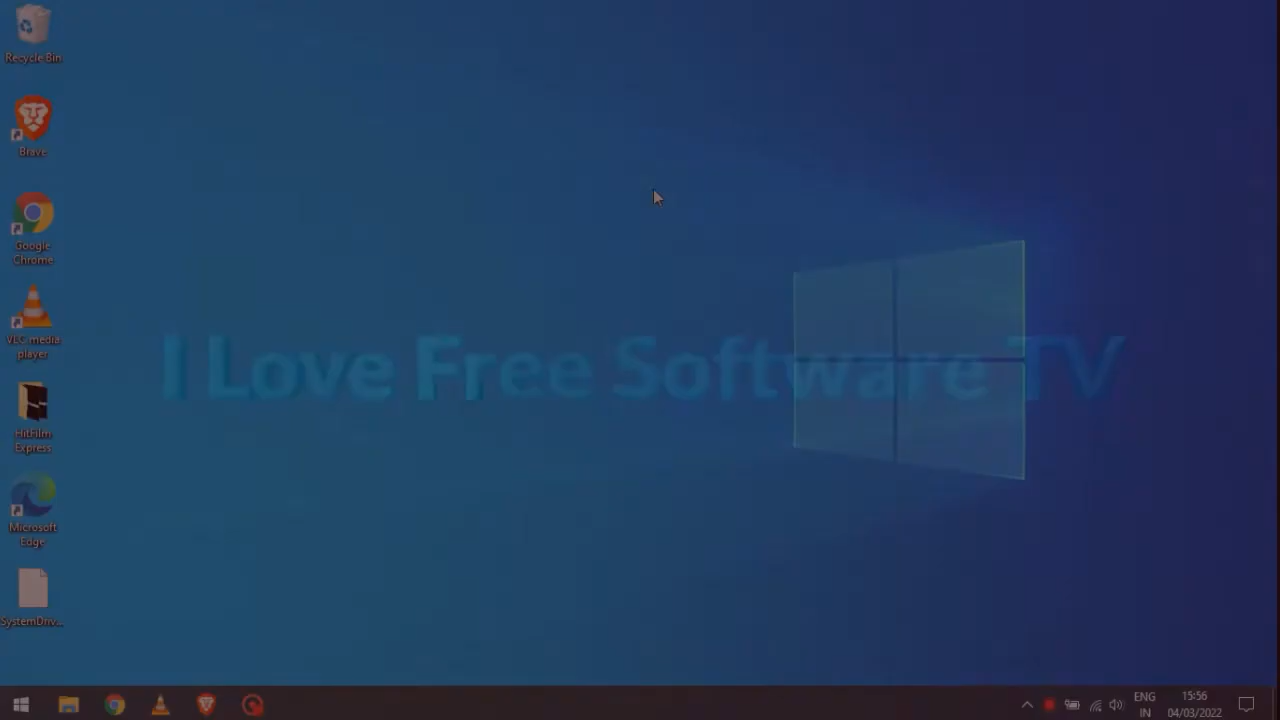 Recycle Bin
Brave
Google
Chrome
VLC media
player
HitFilm
Express
Microsoft
Edge
SystemDriv...
I Love Free Software TV
ENG
IN
15:56
04/03/2022